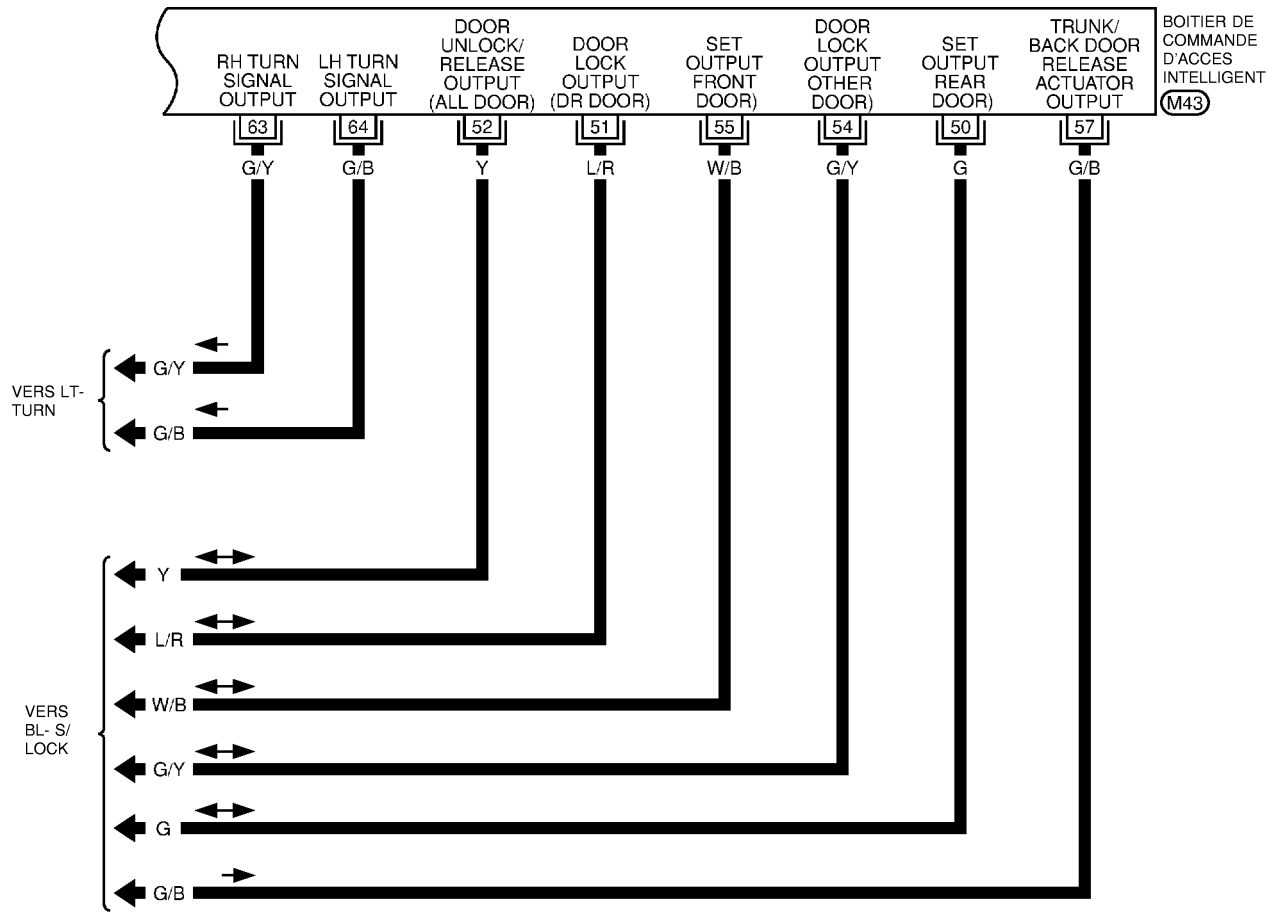 RH TURN
SIGNAL
OUTPUT
LH TURN
SIGNAL
OUTPUT
DOOR
UNLOCK/
RELEASE
OUTPUT
(ALL DOOR)
DOOR
LOCK
OUTPUT
(DR DOOR)
SET
OUTPUT
FRONT
DOOR)
DOOR
LOCK
OUTPUT
OTHER
DOOR)
SET
OUTPUT
REAR
DOOR)
TRUNK/
BACK DOOR
RELEASE
ACTUATOR
OUTPUT
BOITIER DE
COMMANDE
D'ACCES
INTELLIGENT
M43
63
64
52
51
55
54
50
57
G/Y
G/B
Y
L/R
W/B
G/Y
G
G/B
VERS LT-
TURN
G/Y
G/B
VERS
BL- S/
LOCK
Y
L/R
W/B
G/Y
G
G/B